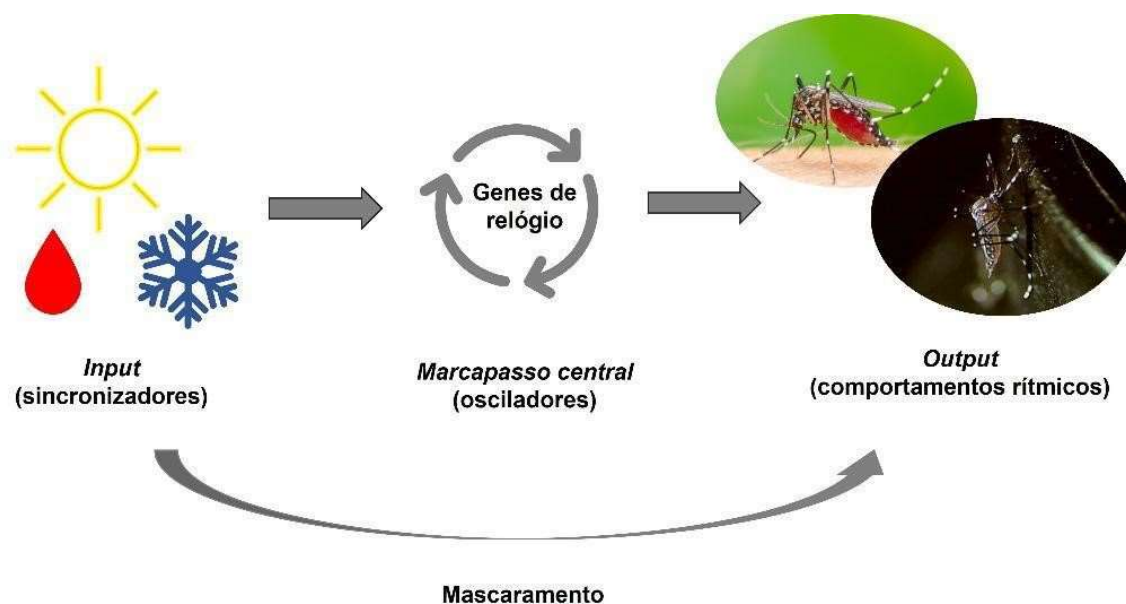 Genes de
relógio
Input
(sincronizadores)
Marcapasso central
(osciladores)
Output
(comportamentos rítmicos)
Mascaramento